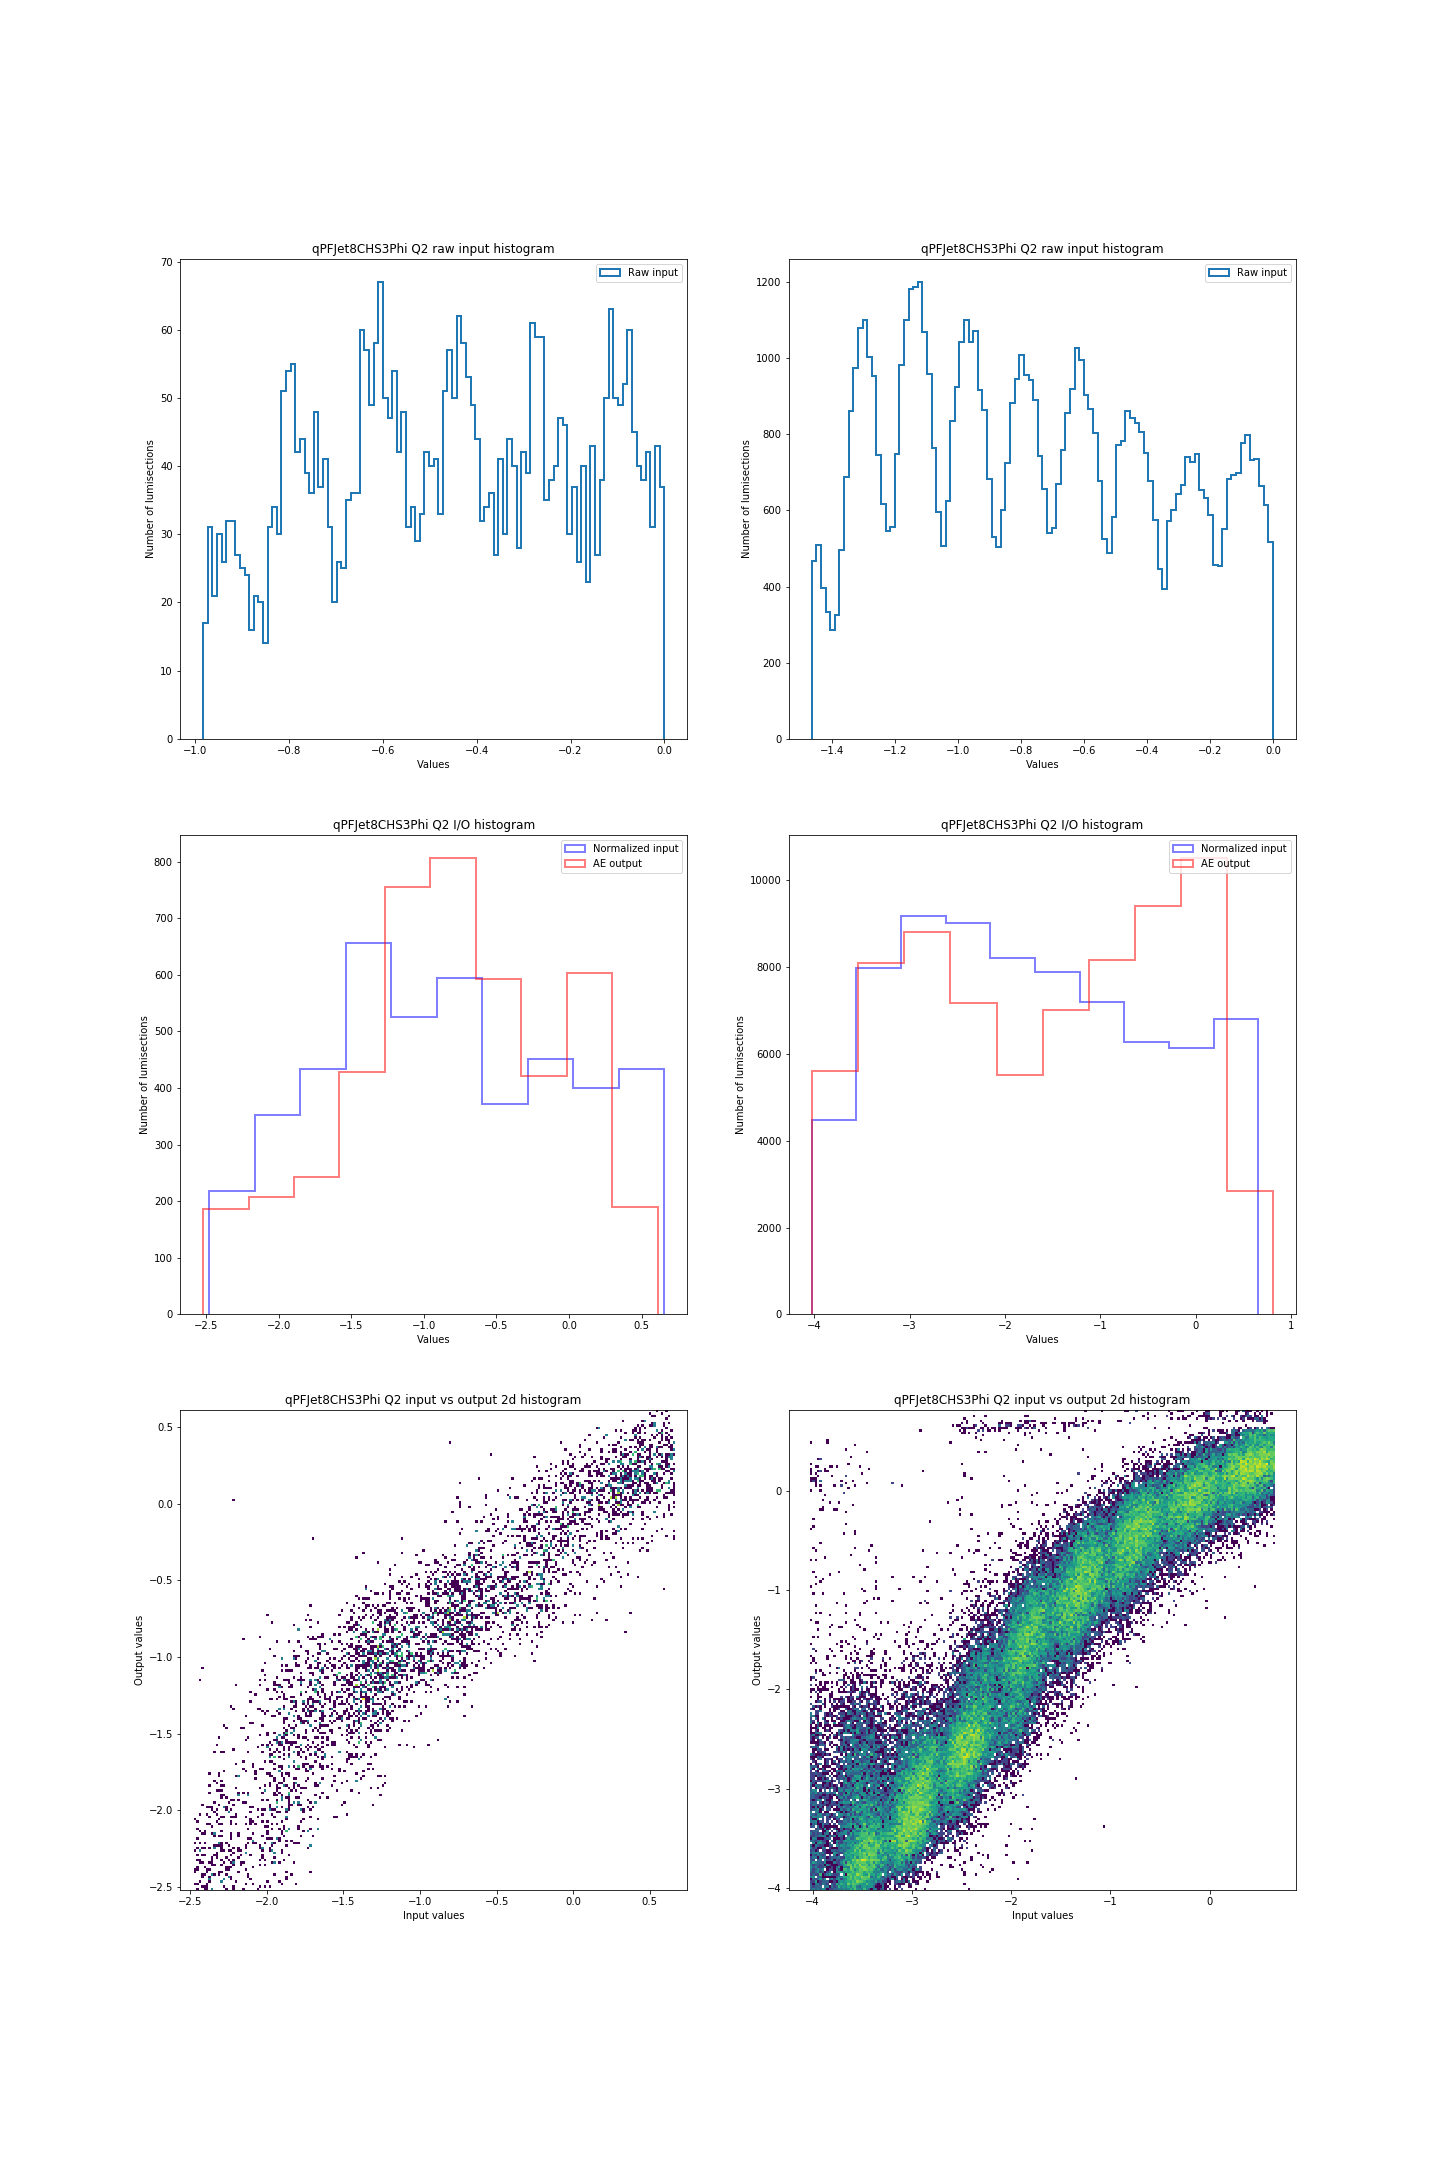 qPFJet8CHS3Phi Q2 raw input histogram
Raw input
Number of lumisections
70
60
50
40
30
20
10
0
−1.0 −0.8 −0.6 −0.4 −0.2 0.0
Values
qPFJet8CHS3Phi Q2 raw input histogram
Raw input
Number of lumisections
1200
1000
800
600
400
200
0
−1.4 −1.2 −1.0 −0.8 −0.6 −0.4 −0.2 0.0
Values
qPFJet8CHS3Phi Q2 I/O histogram
Normalized input
AE output
Number of lumisections
800
700
600
500
400
300
200
100
0
−2.5 −2.0 −1.5 −1.0 −0.5 0.0 0.5
Values
qPFJet8CHS3Phi Q2 I/O histogram
Normalized input
AE output
Number of lumisections
10000
8000
6000
4000
2000
0
−4 −3 −2 −1 0 1
Values
qPFJet8CHS3Phi Q2 input vs output 2d histogram
Output values
0.5
0.0
−0.5
−1.0
−1.5
−2.0
−2.5
−2.5 −2.0 −1.5 −1.0 −0.5 0.0 0.5
Input values
qPFJet8CHS3Phi Q2 input vs output 2d histogram
Output values
0
−1
−2
−3
−4
−4 −3 −2 −1 0
Input values